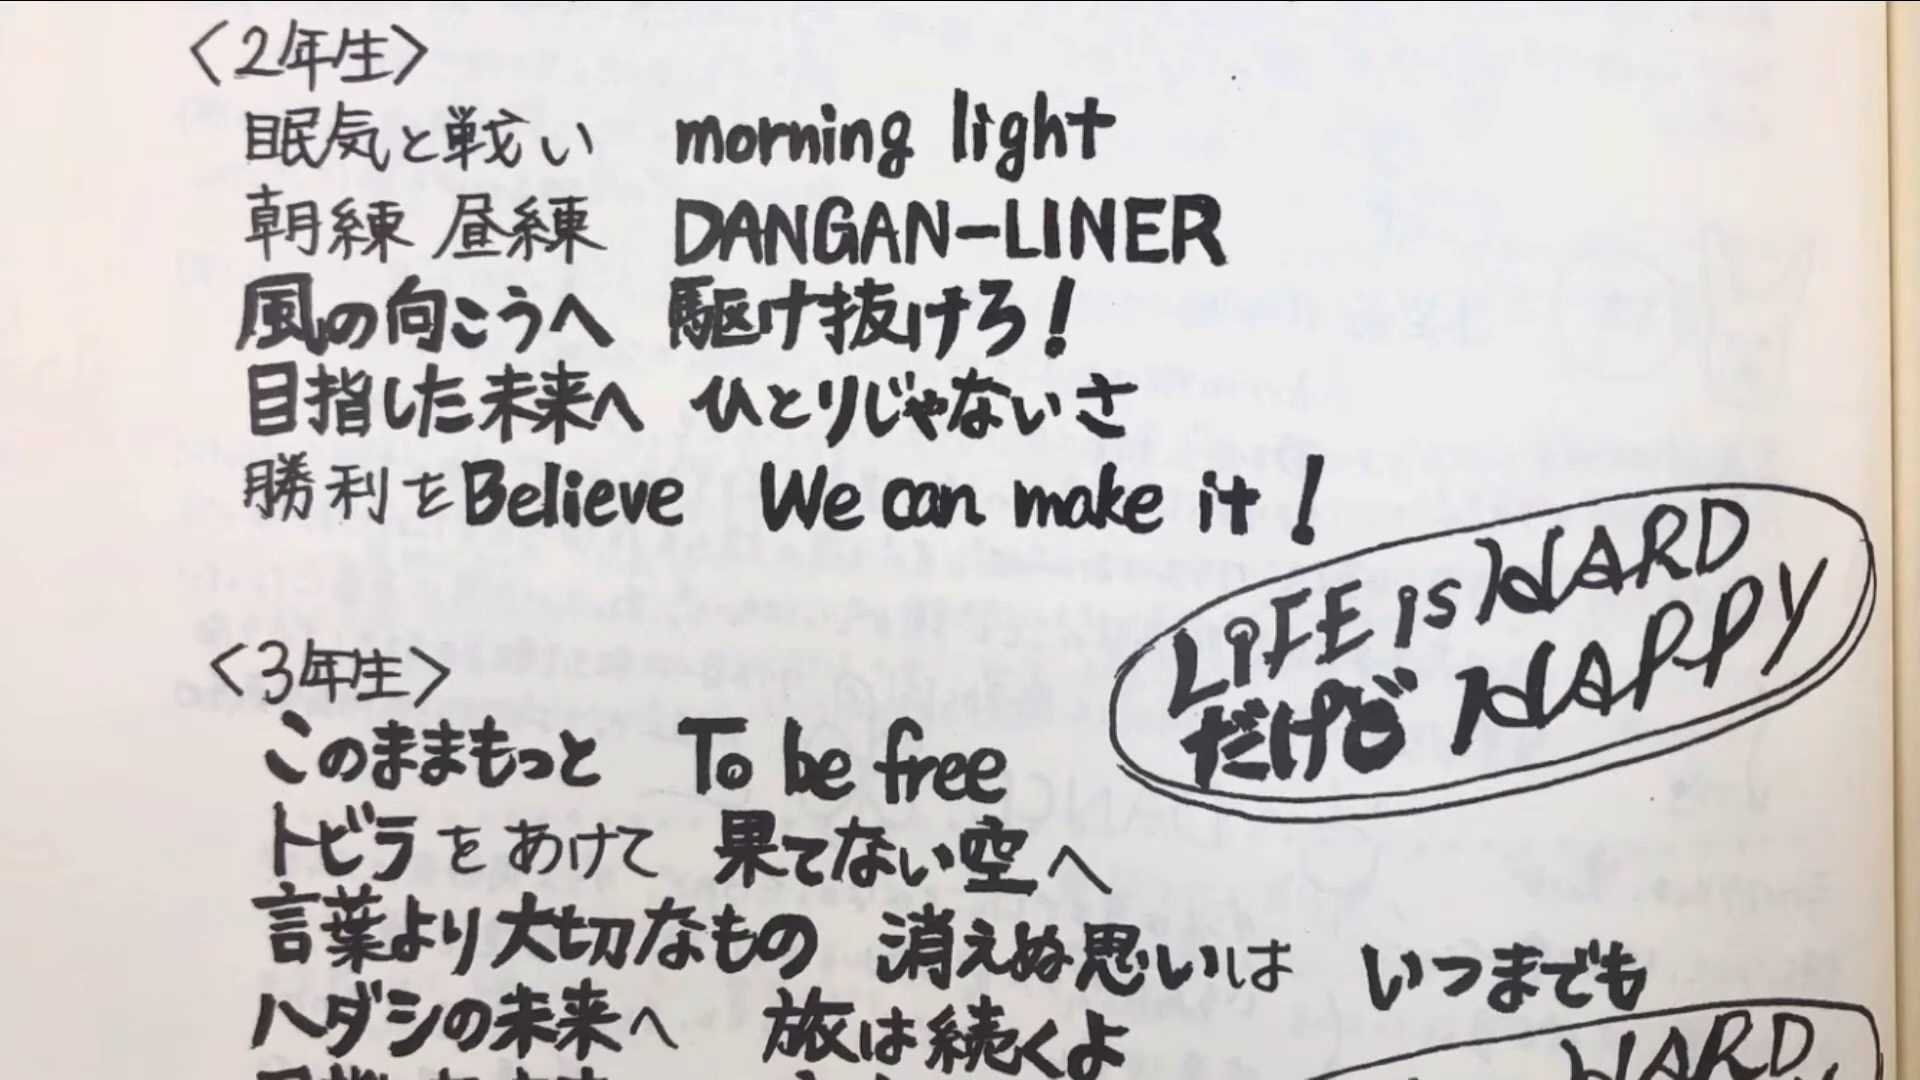 〈2年生〉
眠気と戦い morning light
朝練 昼練 DANGAN-LINER
風の向こうへ 駆け抜けろ!
目指した未来へ ひとりじゃないさ
勝利をBelieve We can make it!
LiFE is HARD
だけど HAPPY
〈3年生〉
このままもっと To be free
トビラをあけて 果てない空へ
言葉より大切なもの 消えぬ思いは いつまでも
ハダシの未来へ 旅は続くよ
HARD